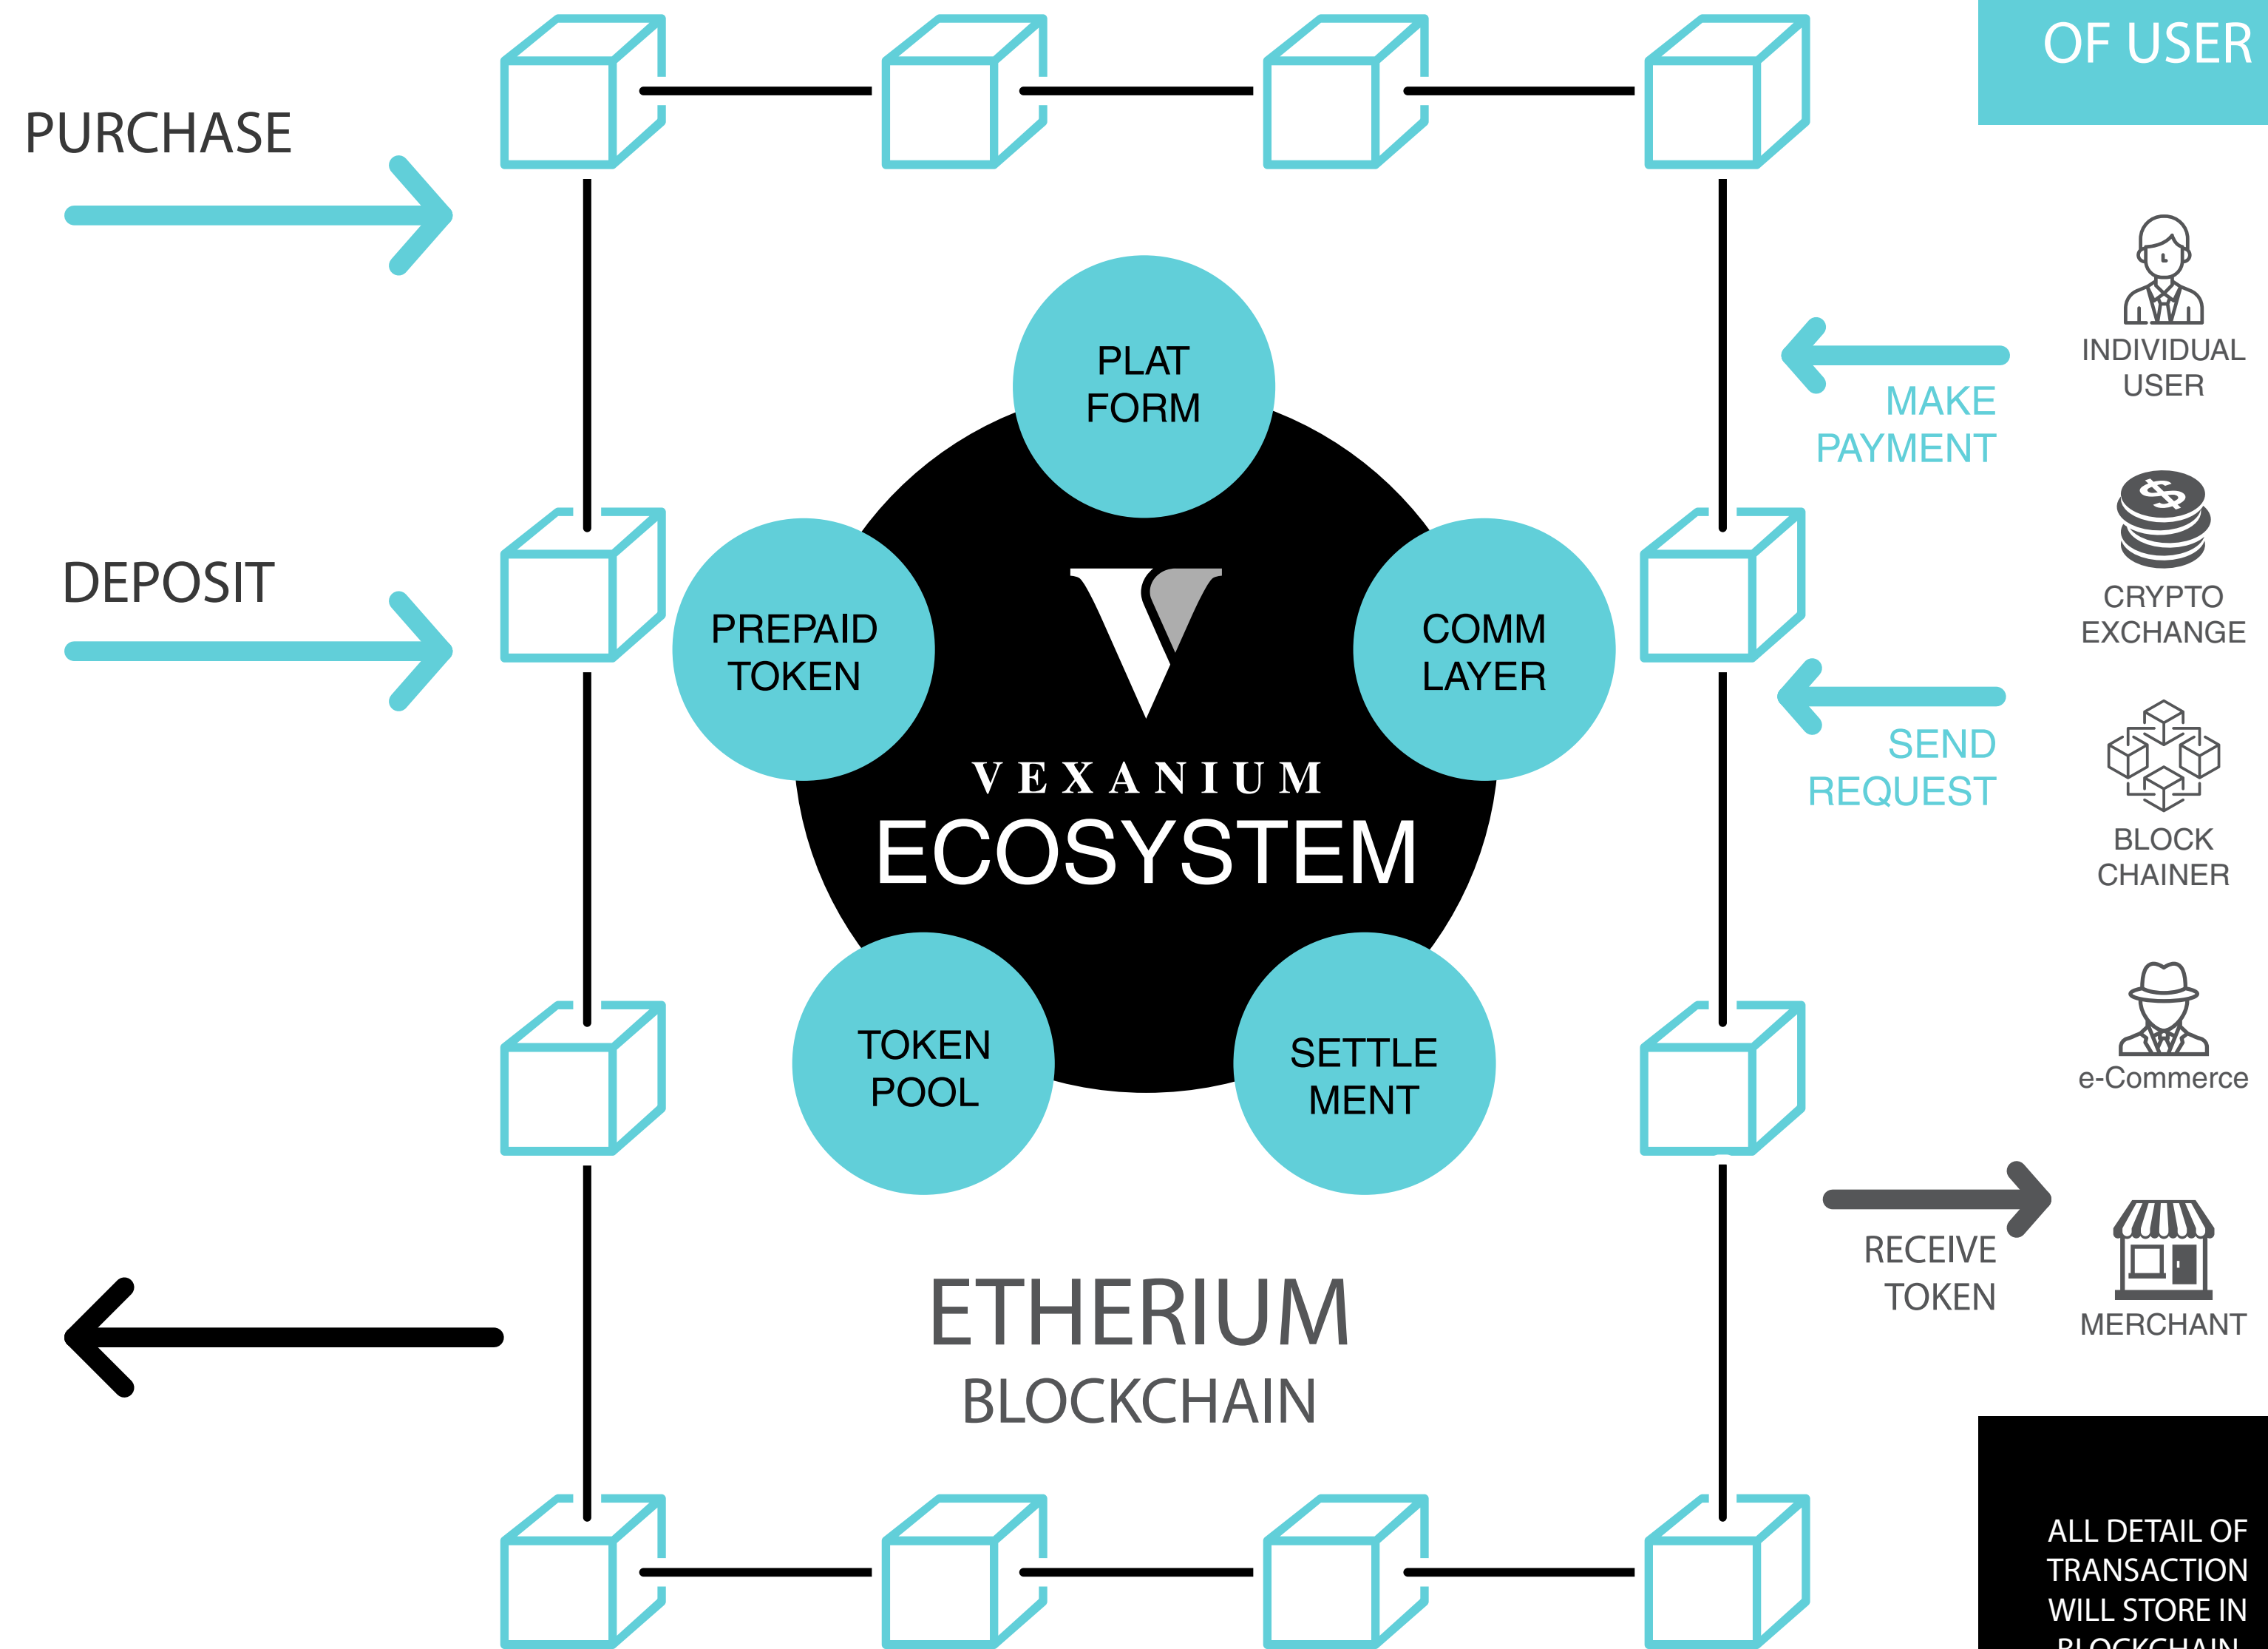 OF USER
PURCHASE
DEPOSIT
PLAT
FORM
PREPAID
TOKEN
COMM
LAYER
VEXANIUM
ECOSYSTEM
TOKEN
POOL
SETTLE
MENT
ETHERIUM
BLOCKCHAIN
MAKE
PAYMENT
SEND
REQUEST
RECEIVE
TOKEN
INDIVIDUAL
USER
CRYPTO
EXCHANGE
BLOCK
CHAINER
e-Commerce
MERCHANT
ALL DETAIL OF
TRANSACTION
WILL STORE IN
BLOCKCHAIN